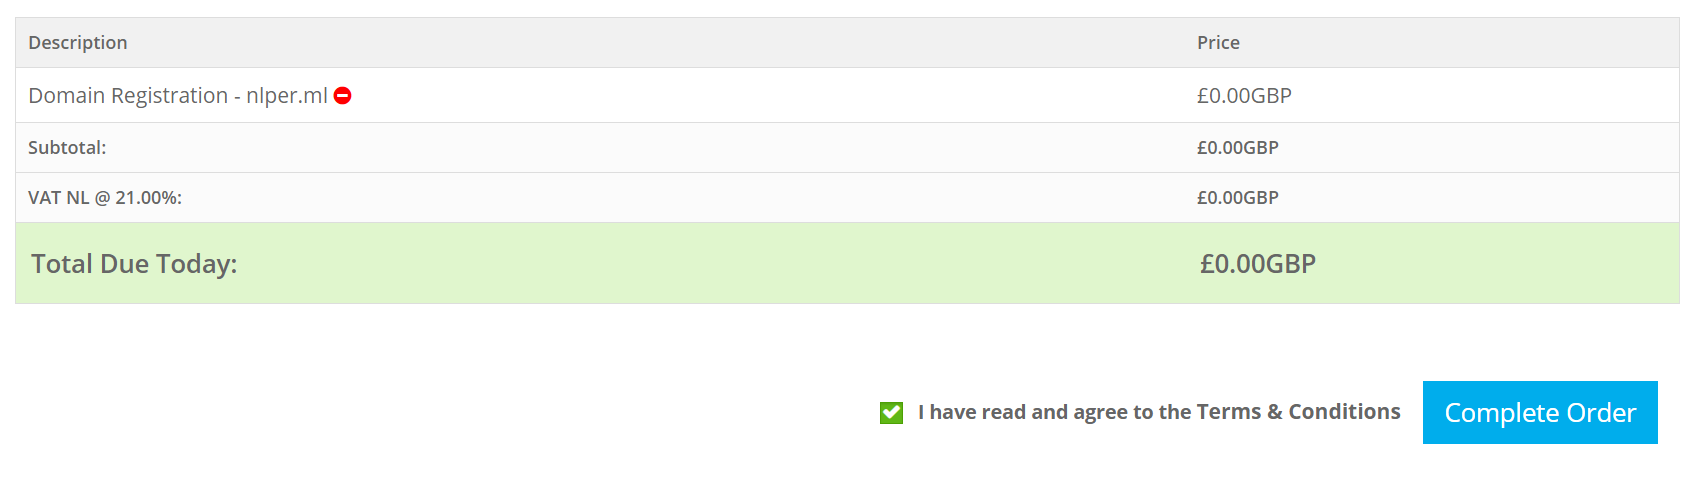 Description Price
Domain Registration - nlper.ml £0.00GBP
Subtotal: £0.00GBP
VAT NL @ 21.00%: £0.00GBP
Total Due Today: £0.00GBP
I have read and agree to the Terms & Conditions Complete Order